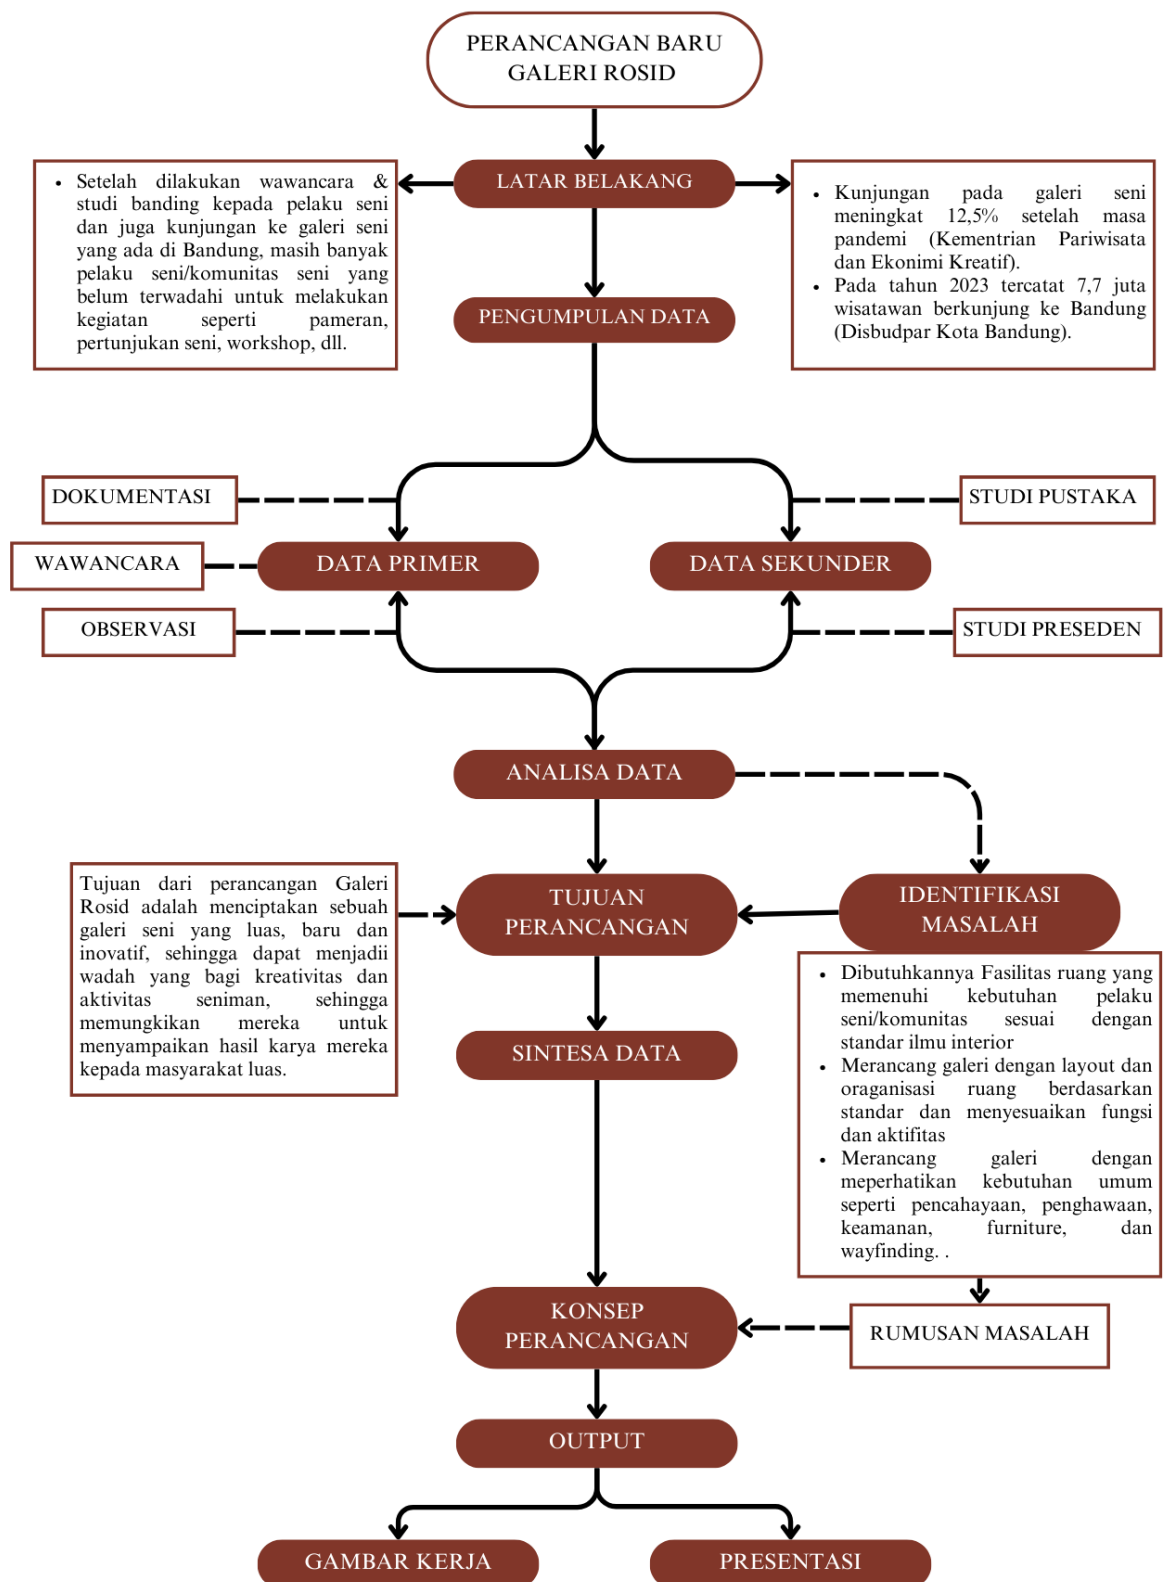 PERANCANGAN BARU
GALERI ROSID
LATAR BELAKANG
• Setelah dilakukan wawancara &
studi banding kepada pelaku seni
dan juga kunjungan ke galeri seni
yang ada di Bandung, masih banyak
pelaku seni/komunitas seni yang
belum terwadahi untuk melakukan
kegiatan seperti pameran,
pertunjukan seni, workshop, dll.
• Kunjungan pada galeri seni
meningkat 12,5% setelah masa
pandemi (Kementrian Pariwisata
dan Ekonimi Kreatif).
• Pada tahun 2023 tercatat 7,7 juta
wisatawan berkunjung ke Bandung
(Disbudpar Kota Bandung).
PENGUMPULAN DATA
DOKUMENTASI
STUDI PUSTAKA
WAWANCARA
DATA PRIMER
DATA SEKUNDER
OBSERVASI
STUDI PRESEDEN
ANALISA DATA
Tujuan dari perancangan Galeri
Rosid adalah menciptakan sebuah
galeri seni yang luas, baru dan
inovatif, sehingga dapat menjadii
wadah yang bagi kreativitas dan
aktivitas seniman, sehingga
memungkikan mereka untuk
menyampaikan hasil karya mereka
kepada masyarakat luas.
TUJUAN
PERANCANGAN
IDENTIFIKASI
MASALAH
• Dibutuhkannya Fasilitas ruang yang
memenuhi kebutuhan pelaku
seni/komunitas sesuai dengan
standar ilmu interior
• Merancang galeri dengan layout dan
oraganisasi ruang berdasarkan
standar dan menyesuaikan fungsi
dan aktifitas
• Merancang galeri dengan
meperhatikan kebutuhan umum
seperti pencahayaan, penghawaan,
keamanan, furniture, dan
wayfinding. .
SINTESA DATA
KONSEP
PERANCANGAN
RUMUSAN MASALAH
OUTPUT
GAMBAR KERJA
PRESENTASI